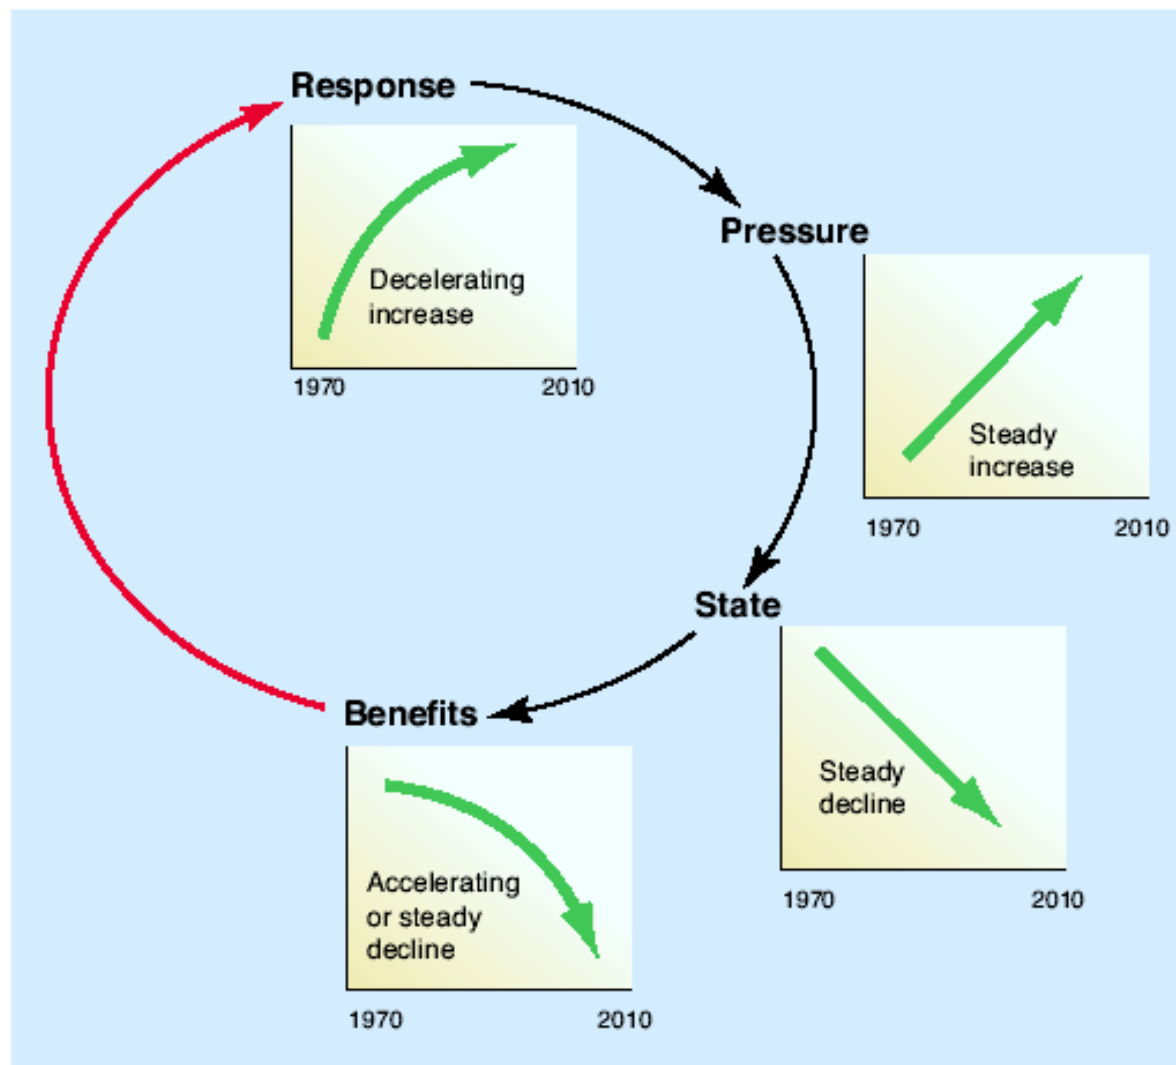 Response
Decelerating
increase
1970 2010
Pressure
Steady
increase
1970 2010
State
Steady
decline
1970 2010
Benefits
Accelerating
or steady
decline
1970 2010